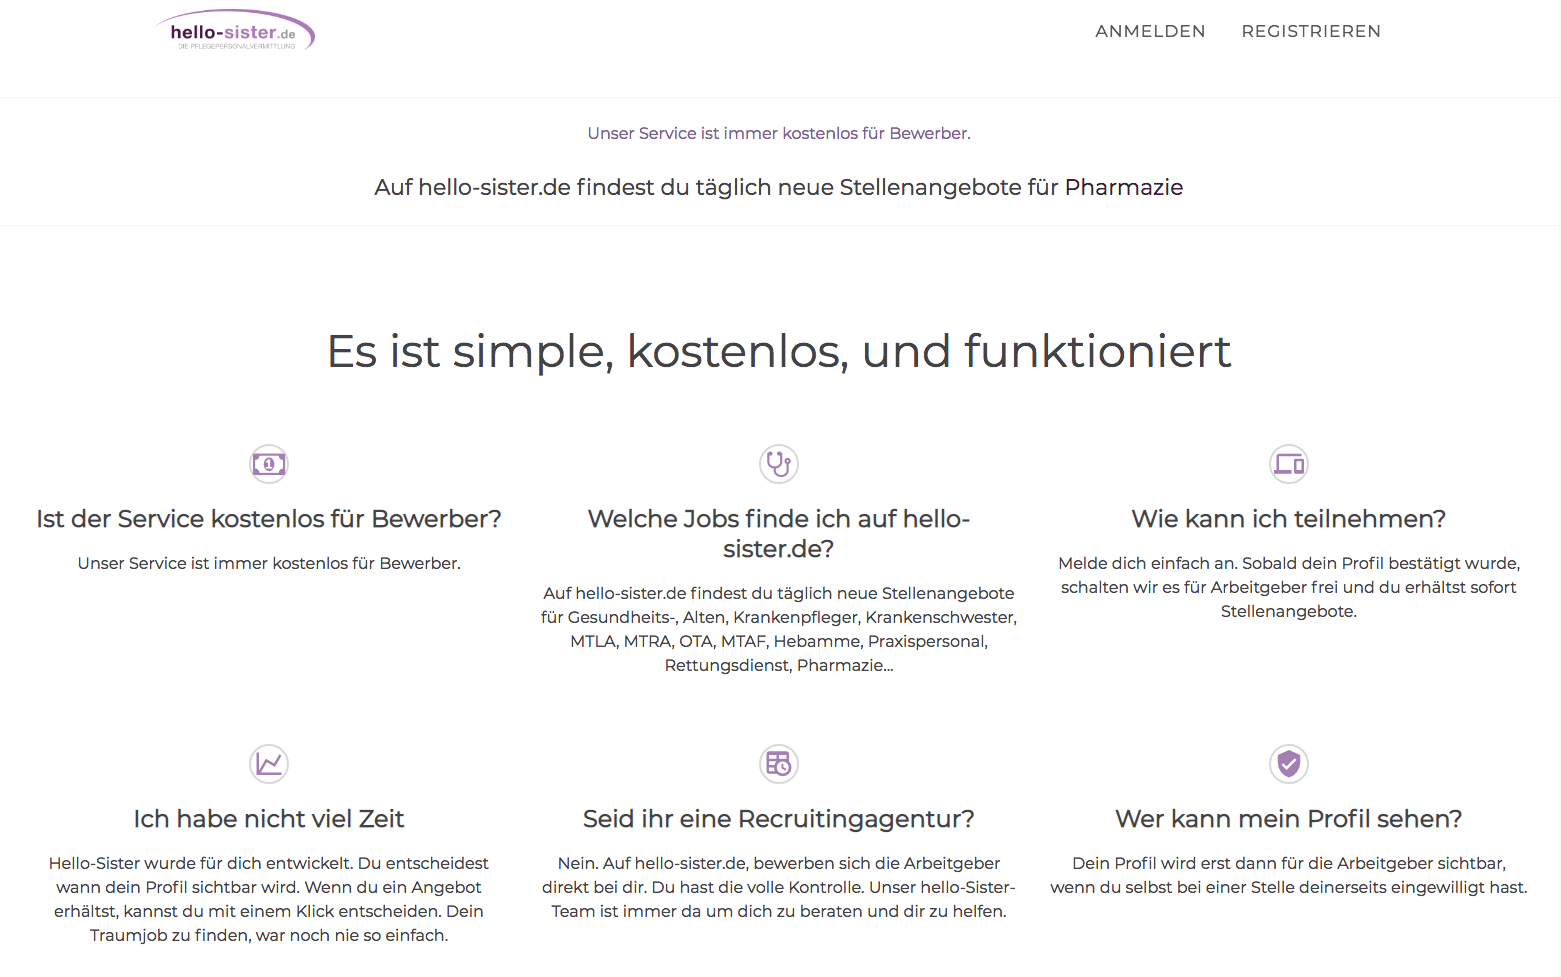 hello-sister.de
DIE PFLEGEPERSONALVERMITTLUNG
ANMELDEN
REGISTRIEREN
Unser Service ist immer kostenlos für Bewerber.
Auf hello-sister.de findest du täglich neue Stellenangebote für Pharmazie
Es ist simple, kostenlos, und funktioniert
1
Ist der Service kostenlos für Bewerber?
Unser Service ist immer kostenlos für Bewerber.
Welche Jobs finde ich auf hello-
sister.de?
Auf hello-sister.de findest du täglich neue Stellenangebote
für Gesundheits-, Alten, Krankenpfleger, Krankenschwester,
MTLA, MTRA, OTA, MTAF, Hebamme, Praxispersonal,
Rettungsdienst, Pharmazie...
Wie kann ich teilnehmen?
Melde dich einfach an. Sobald dein Profil bestätigt wurde,
schalten wir es für Arbeitgeber frei und du erhältst sofort
Stellenangebote.
Ich habe nicht viel Zeit
Hello-Sister wurde für dich entwickelt. Du entscheidest
wann dein Profil sichtbar wird. Wenn du ein Angebot
erhältst, kannst du mit einem Klick entscheiden. Dein
Traumjob zu finden, war noch nie so einfach.
Seid ihr eine Recruitingagentur?
Nein. Auf hello-sister.de, bewerben sich die Arbeitgeber
direkt bei dir. Du hast die volle Kontrolle. Unser hello-Sister-
Team ist immer da um dich zu beraten und dir zu helfen.
Wer kann mein Profil sehen?
Dein Profil wird erst dann für die Arbeitgeber sichtbar,
wenn du selbst bei einer Stelle deinerseits eingewilligt hast.